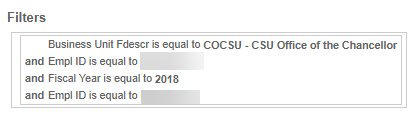 Filters
Business Unit Fdescr is equal to COCSU - CSU Office of the Chancellor
and Empl ID is equal to
and Fiscal Year is equal to 2018
and Empl ID is equal to